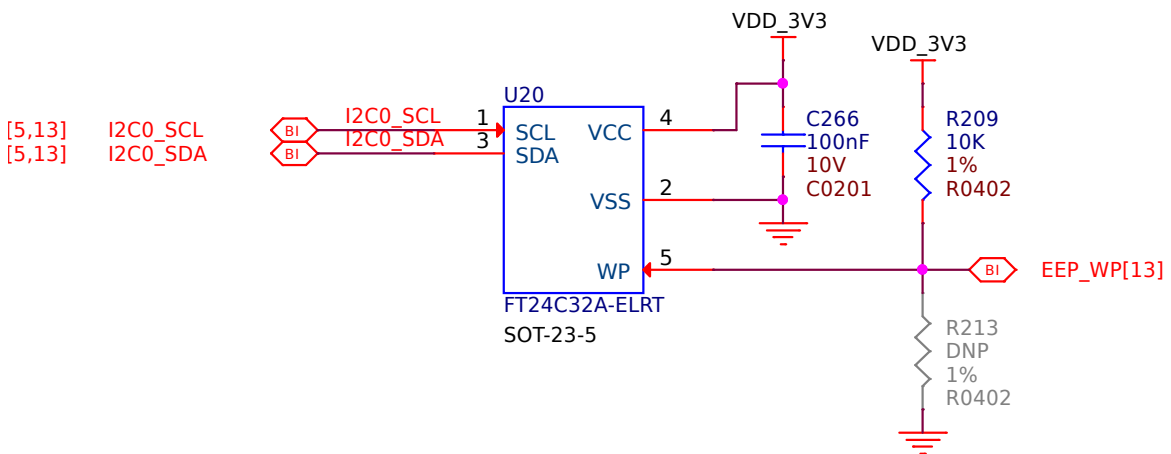 VDD_3V3
VDD_3V3
U20
[5,13] I2C0_SCL BI I2C0_SCL 1 SCL VCC 4
[5,13] I2C0_SDA BI I2C0_SDA 3 SDA
C266
100nF
10V
C0201
R209
10K
1%
R0402
VSS 2
WP 5
BI EEP_WP[13]
FT24C32A-ELRT
SOT-23-5
R213
DNP
1%
R0402